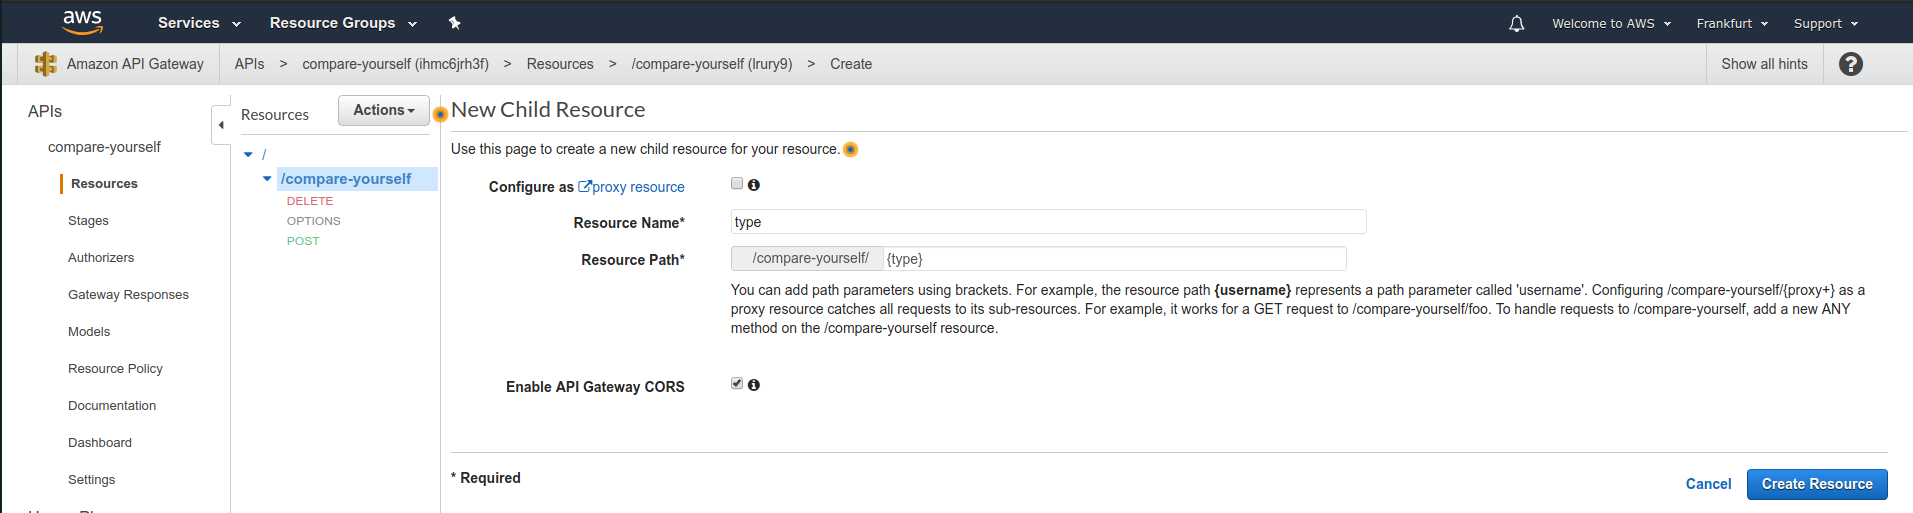 aws Services Resource Groups Welcome to AWS Frankfurt Support
Amazon API Gateway APIs > compare-yourself (ihmc6jrh3f) > Resources > /compare-yourself (lrury9) > Create Show all hints ?
APIs
compare-yourself
Resources
Stages
Authorizers
Gateway Responses
Models
Resource Policy
Documentation
Dashboard
Settings
Resources Actions
/
/compare-yourself
DELETE
OPTIONS
POST
New Child Resource
Use this page to create a new child resource for your resource.
Configure as proxy resource
Resource Name* type
Resource Path* /compare-yourself/ {type}
You can add path parameters using brackets. For example, the resource path {username} represents a path parameter called 'username'. Configuring /compare-yourself/{proxy+} as a
proxy resource catches all requests to its sub-resources. For example, it works for a GET request to /compare-yourself/foo. To handle requests to /compare-yourself, add a new ANY
method on the /compare-yourself resource.
Enable API Gateway CORS
* Required
Cancel Create Resource